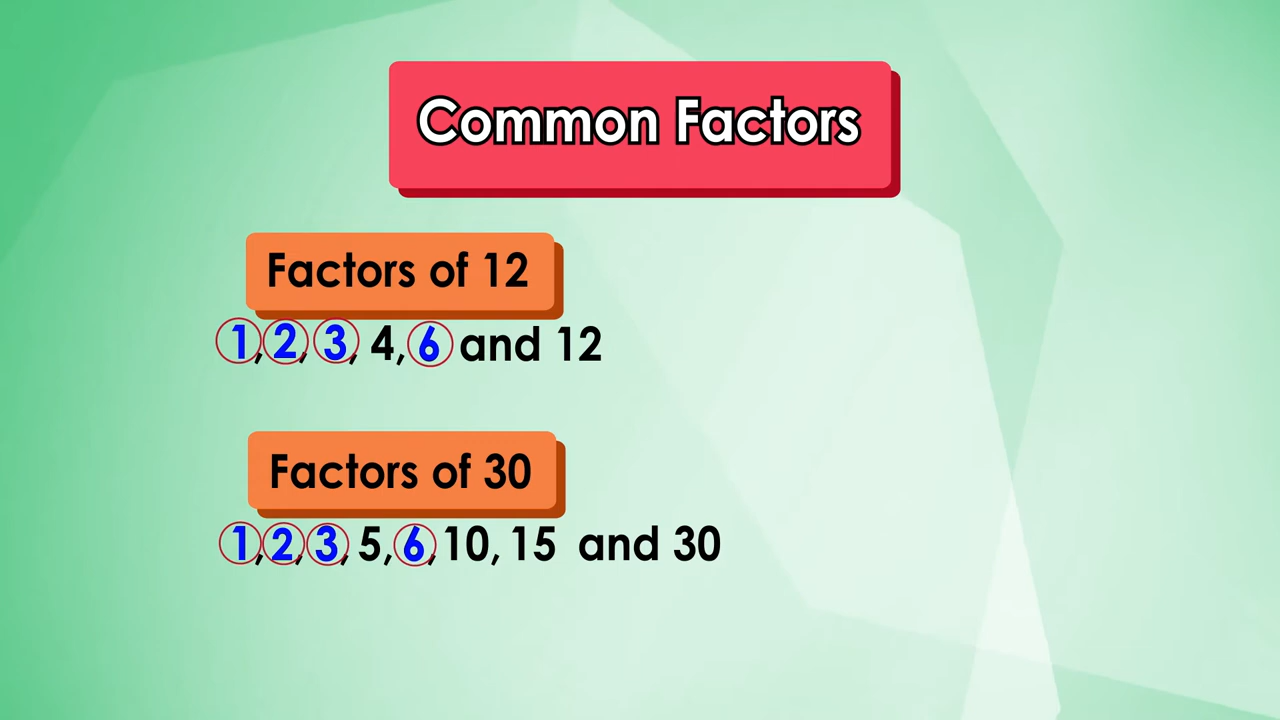 Common Factors
Factors of 12
1, 2, 3, 4, 6 and 12
Factors of 30
1, 2, 3, 5, 6, 10, 15 and 30